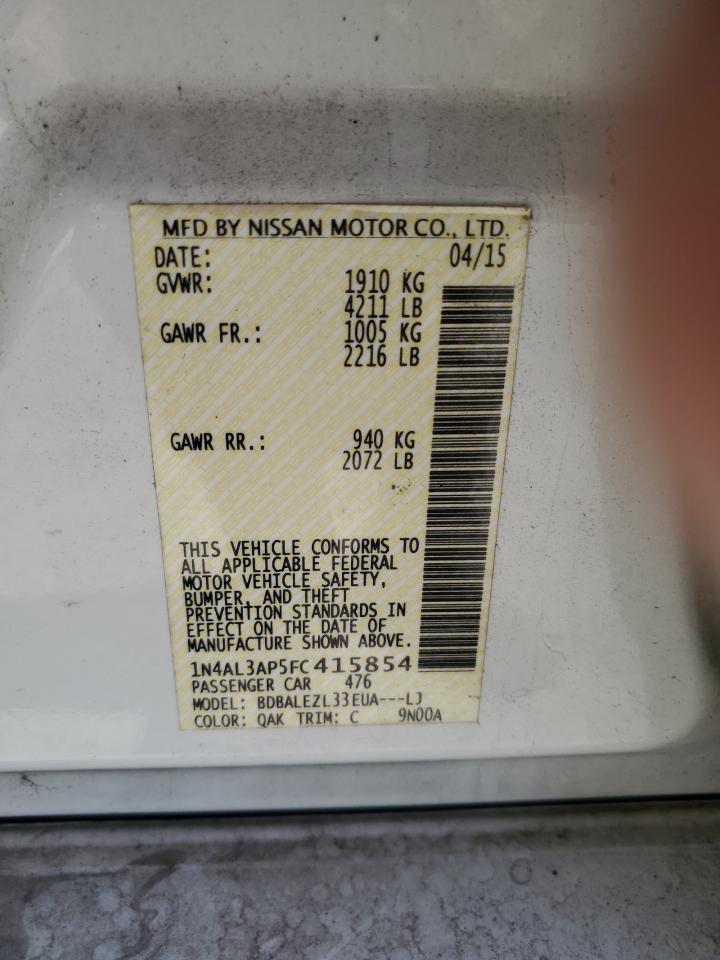 MFD BY NISSAN MOTOR CO., LTD.
DATE: 04/15
GVWR: 1910 KG
4211 LB
GAWR FR.: 1005 KG
2216 LB
GAWR RR.: 940 KG
2072 LB
THIS VEHICLE CONFORMS TO
ALL APPLICABLE FEDERAL
MOTOR VEHICLE SAFETY,
BUMPER, AND THEFT
PREVENTION STANDARDS IN
EFFECT ON THE DATE OF
MANUFACTURE SHOWN ABOVE.
1N4AL3AP5FC415854
PASSENGER CAR 476
MODEL: BDBALEZL33EUA---LJ
COLOR: QAK TRIM: C 9N00A